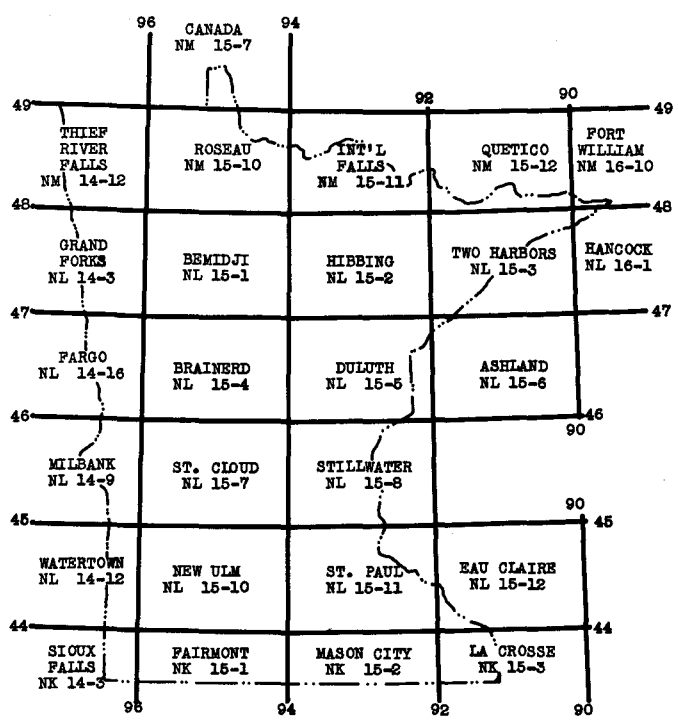 96 94
CANADA
NM 15-7
49 92 90 49
THIEF
RIVER
FALLS
NM 14-12
ROSEAU
NM 15-10
INT'L
FALLS
NM 15-11
QUETICO
NM 15-12
FORT
WILLIAM
NM 16-10
48 48
GRAND
FORKS
NL 14-3
BEMIDJI
NL 15-1
HIBBING
NL 15-2
TWO HARBORS
NL 15-3
HANCOCK
NL 16-1
47 47
FARGO
NL 14-16
BRAINERD
NL 15-4
DULUTH
NL 15-5
ASHLAND
NL 15-6
46 46
90
MILBANK
NL 14-9
ST. CLOUD
NL 15-7
STILLWATER
NL 15-8
90
45 45
WATERTOWN
NL 14-12
NEW ULM
NL 15-10
ST. PAUL
NL 15-11
EAU CLAIRE
NL 15-12
44 44
SIOUX
FALLS
NK 14-3
FAIRMONT
NK 15-1
MASON CITY
NK 15-2
LA CROSSE
NK 15-3
96 94 92 90